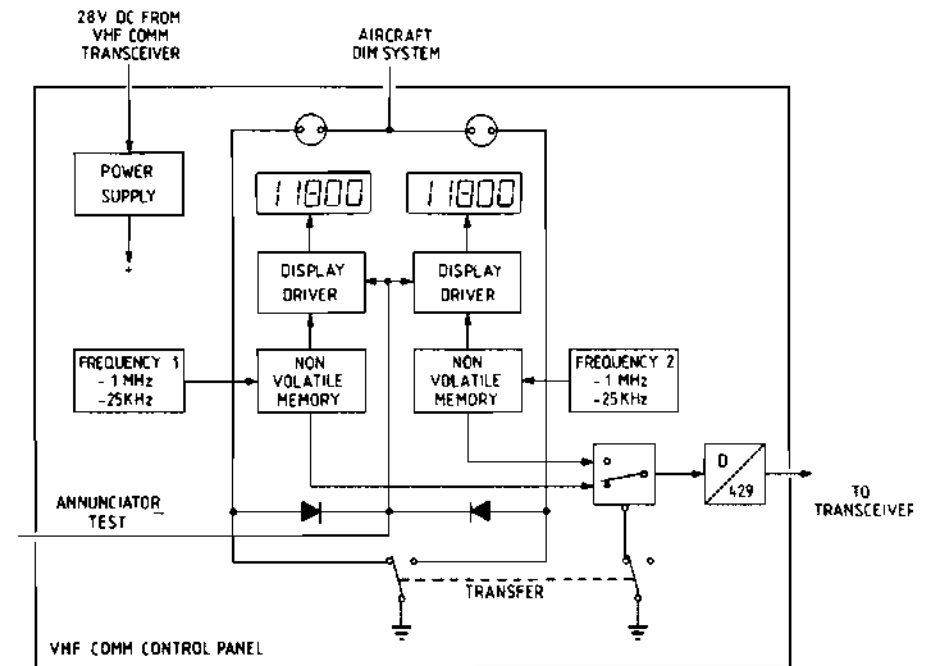 28V DC FROM
VHF COMM
TRANSCEIVER
AIRCRAFT
DIM SYSTEM
POWER
SUPPLY
+
11800
11800
DISPLAY
DRIVER
DISPLAY
DRIVER
FREQUENCY 1
- 1 MHz
-25KHz
NON
VOLATILE
MEMORY
NON
VOLATILE
MEMORY
FREQUENCY 2
- 1 MHz
-25KHz
D
429
TO
TRANSCEIVER
ANNUNCIATOR
TEST
TRANSFER
VHF COMM CONTROL PANEL